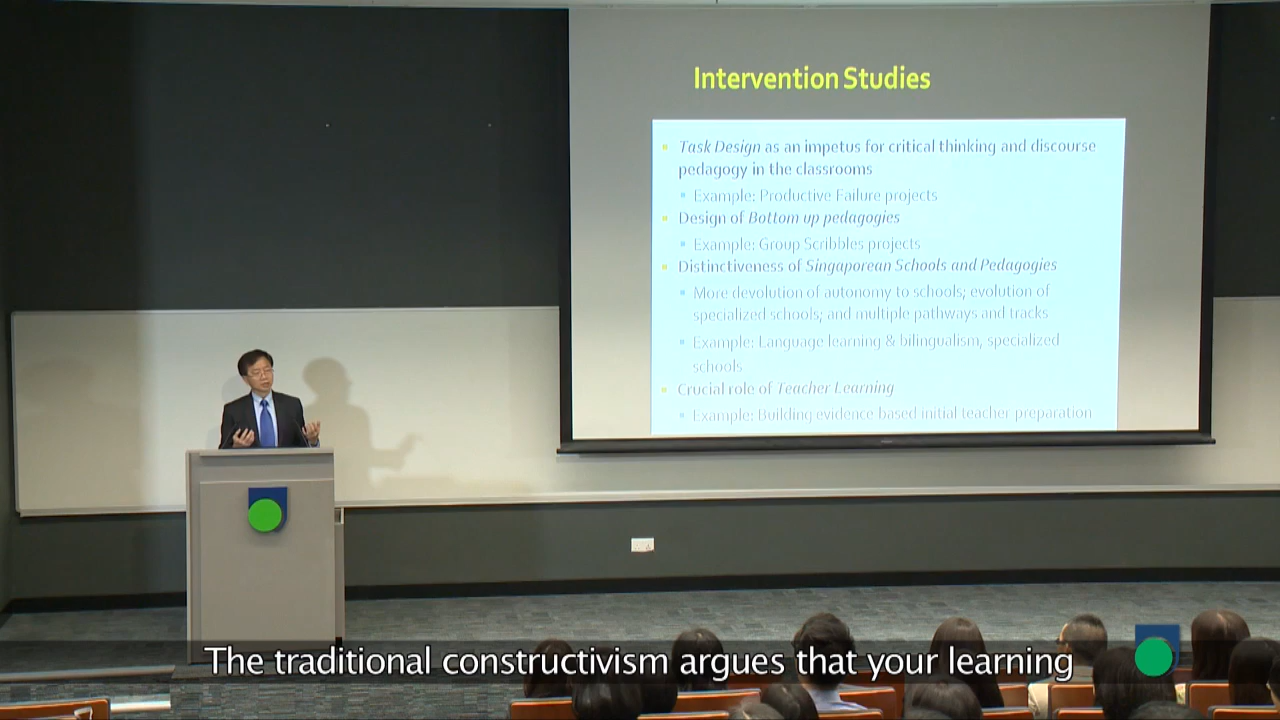 Intervention Studies
Task Design as an impetus for critical thinking and discourse
pedagogy in the classrooms
Example: Productive Failure projects
Design of Bottom up pedagogies
Example: Group Scribbles projects
Distinctiveness of Singaporean Schools and Pedagogies
More devolution of autonomy to schools; evolution of
specialized schools; and multiple pathways and tracks
Example: Language learning & bilingualism, specialized
schools
Crucial role of Teacher Learning
Example: Building evidence based initial teacher preparation
The traditional constructivism argues that your learning